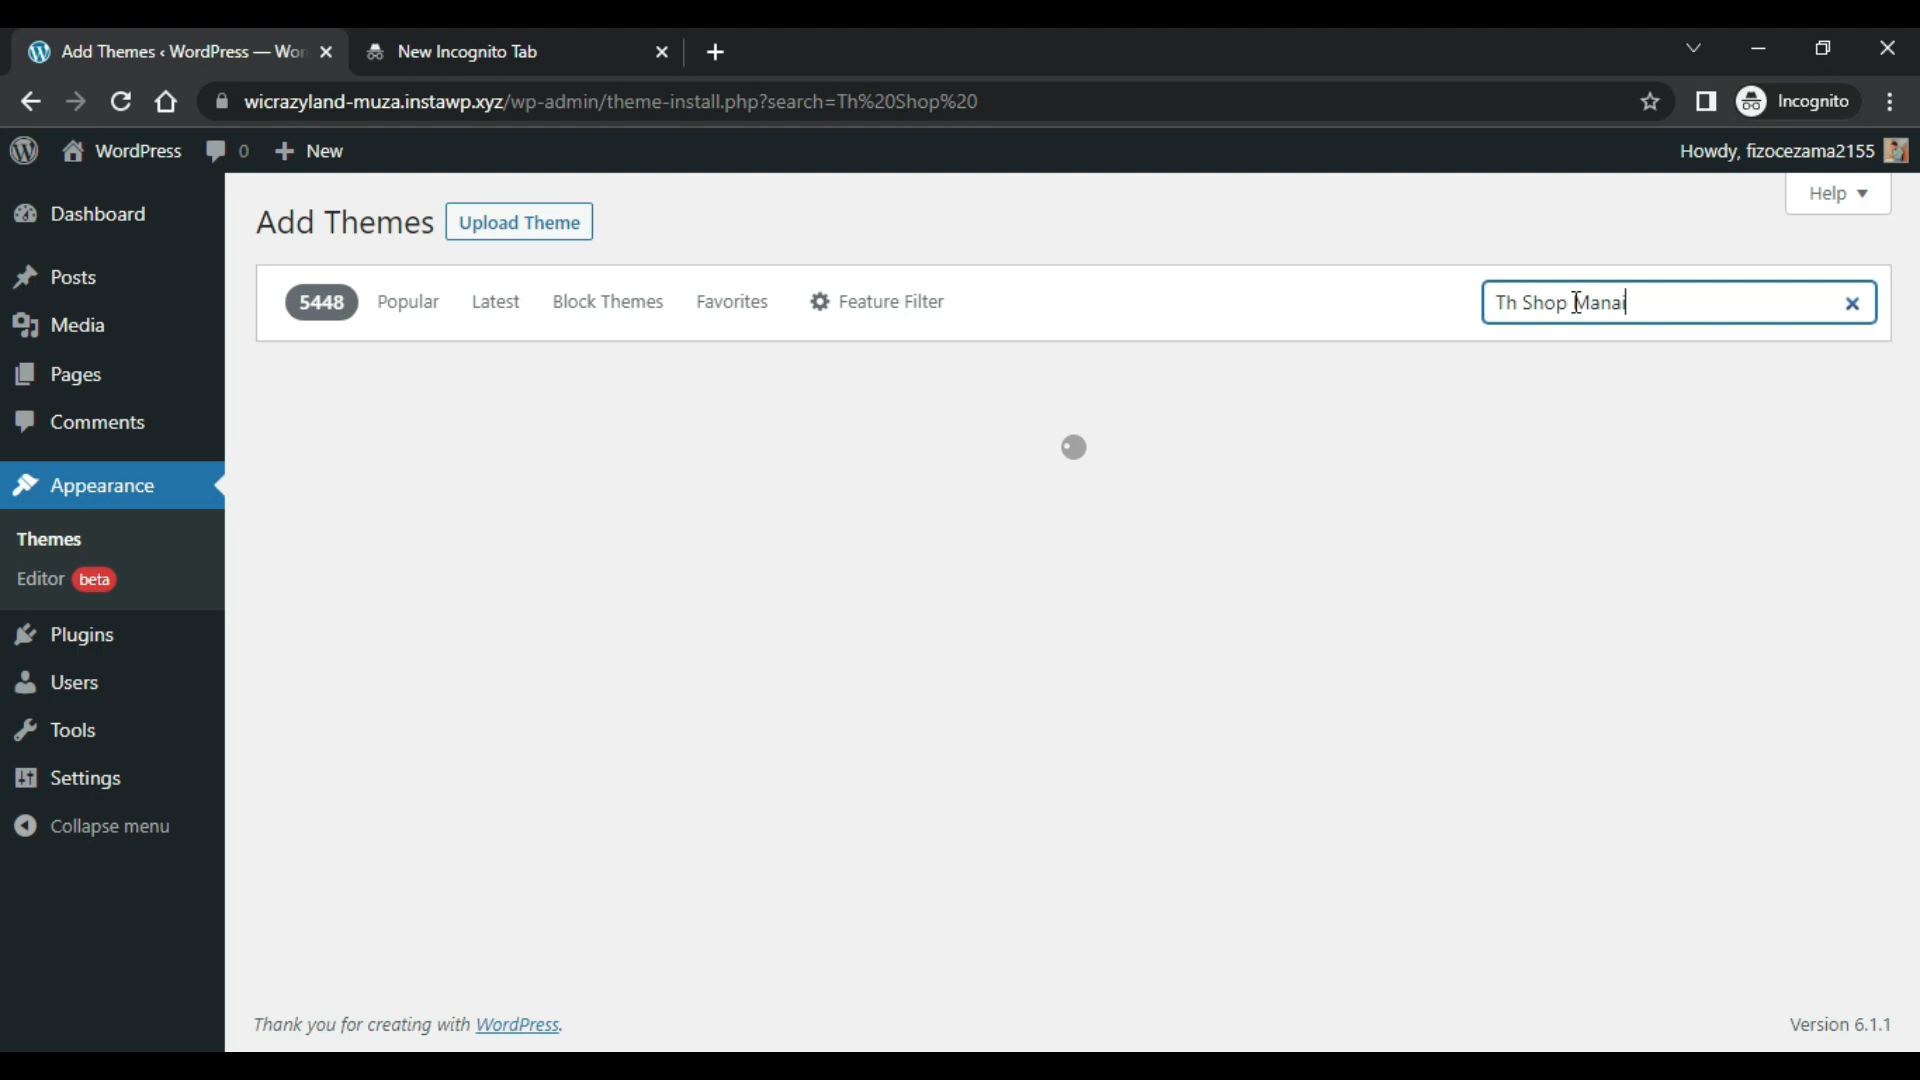 Add Themes ‹ WordPress — Wor
New Incognito Tab
wicrazyland-muza.instawp.xyz/wp-admin/theme-install.php?search=Th%20Shop%20
Incognito
WordPress
0
New
Howdy, fizocezama2155
Dashboard
Posts
Media
Pages
Comments
Appearance
Themes
Editor beta
Plugins
Users
Tools
Settings
Collapse menu
Help
Add Themes
Upload Theme
5448
Popular
Latest
Block Themes
Favorites
Feature Filter
Th Shop Manai
Thank you for creating with WordPress.
Version 6.1.1